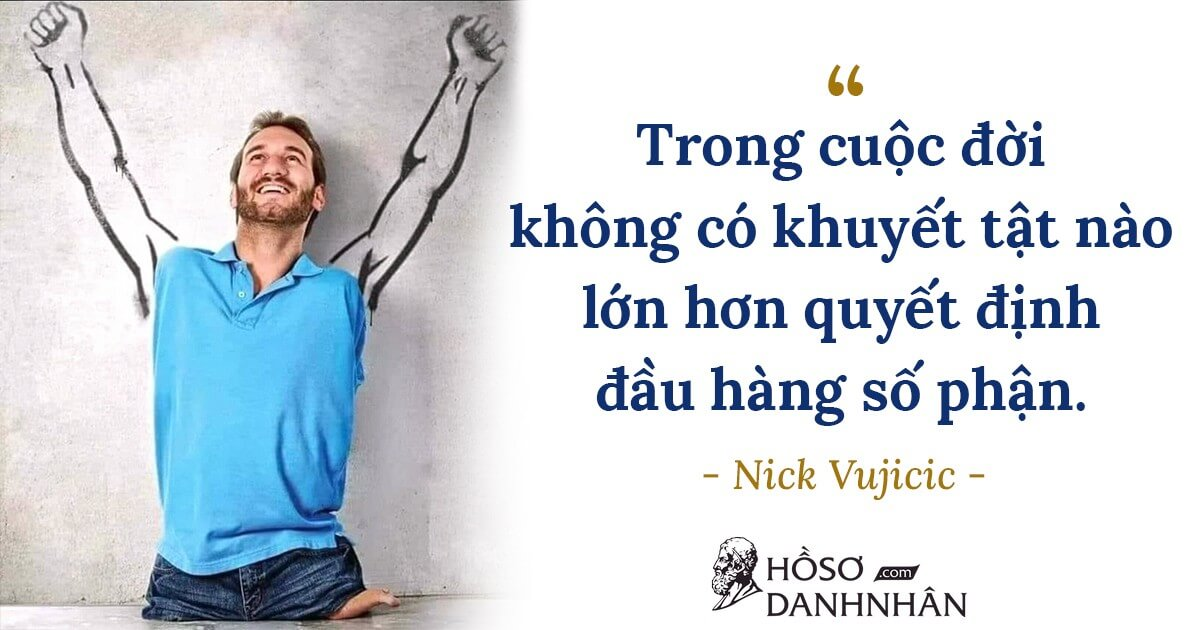 “
Trong cuộc đời
không có khuyết tật nào
lớn hơn quyết định
đầu hàng số phận.
- Nick Vujicic -
HỒSƠ .com
DANHNHÂN